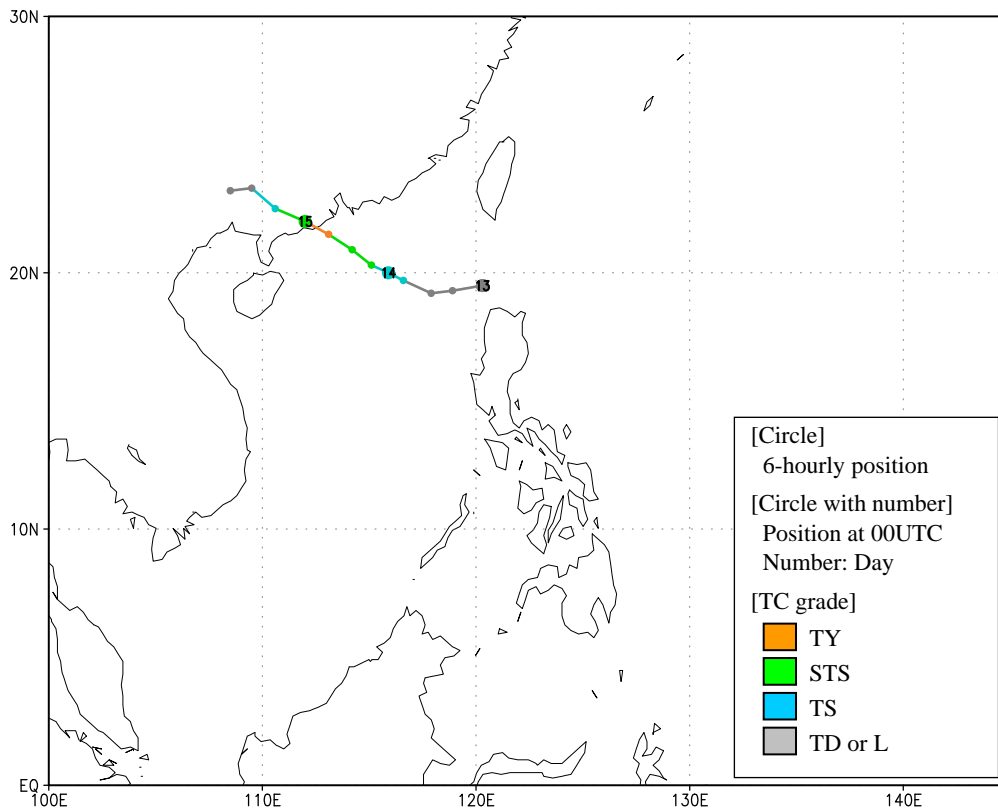 30N
20N
10N
EQ
100E
110E
120E
130E
140E
15
14
13
[Circle]
6-hourly position
[Circle with number]
Position at 00UTC
Number: Day
[TC grade]
TY
STS
TS
TD or L